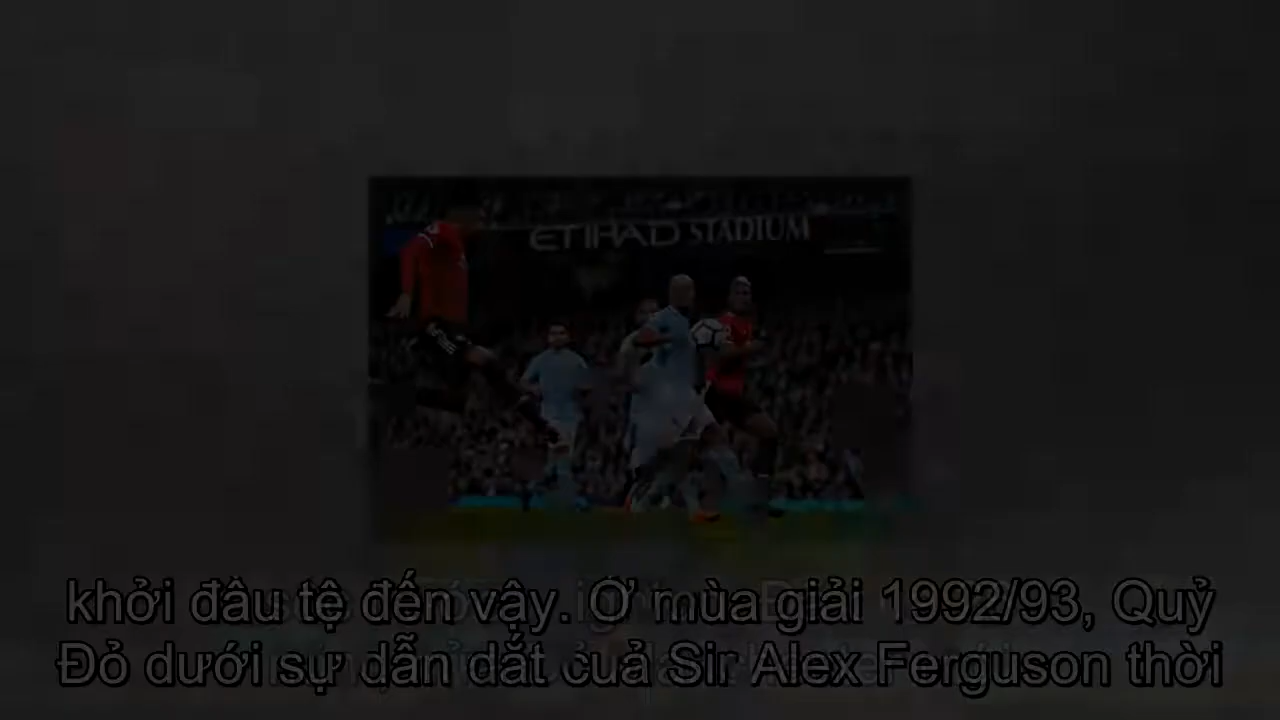 ETIHAD STADIUM
khởi đầu tệ đến vậy. Ở mùa giải 1992/93, Quỷ
Đỏ dưới sự dẫn dắt cuả Sir Alex Ferguson thời